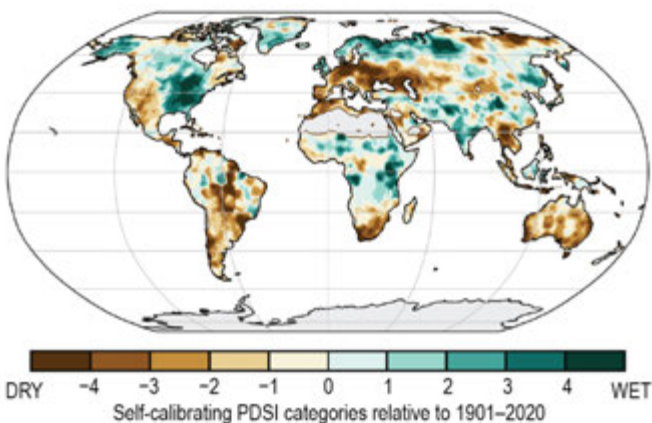 DRY −4 −3 −2 −1 0 1 2 3 4 WET
Self-calibrating PDSI categories relative to 1901–2020